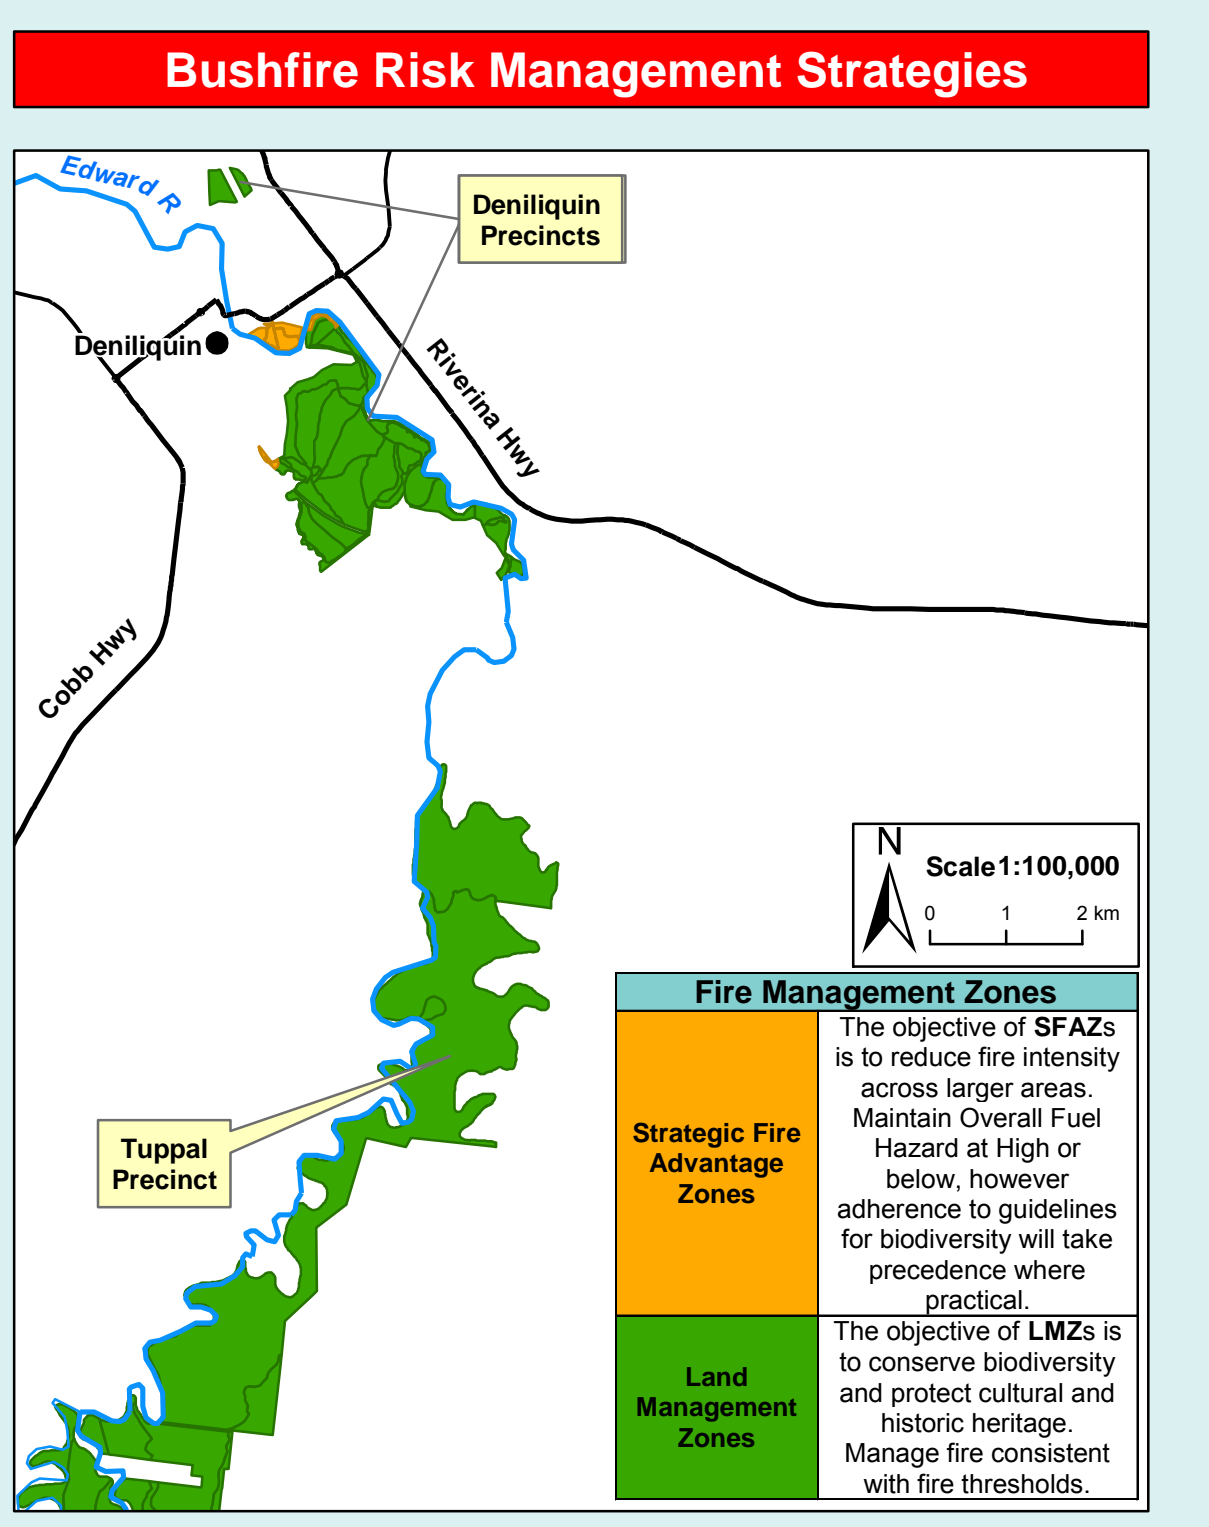 Bushfire Risk Management Strategies
Edward R
Deniliquin
Precincts
Deniliquin
Riverina Hwy
Cobb Hwy
N
Scale1:100,000
0 1 2 km
Tuppal
Precinct
Fire Management Zones
Strategic Fire
Advantage
Zones
The objective of SFAZs
is to reduce fire intensity
across larger areas.
Maintain Overall Fuel
Hazard at High or
below, however
adherence to guidelines
for biodiversity will take
precedence where
practical.
Land
Management
Zones
The objective of LMZs is
to conserve biodiversity
and protect cultural and
historic heritage.
Manage fire consistent
with fire thresholds.